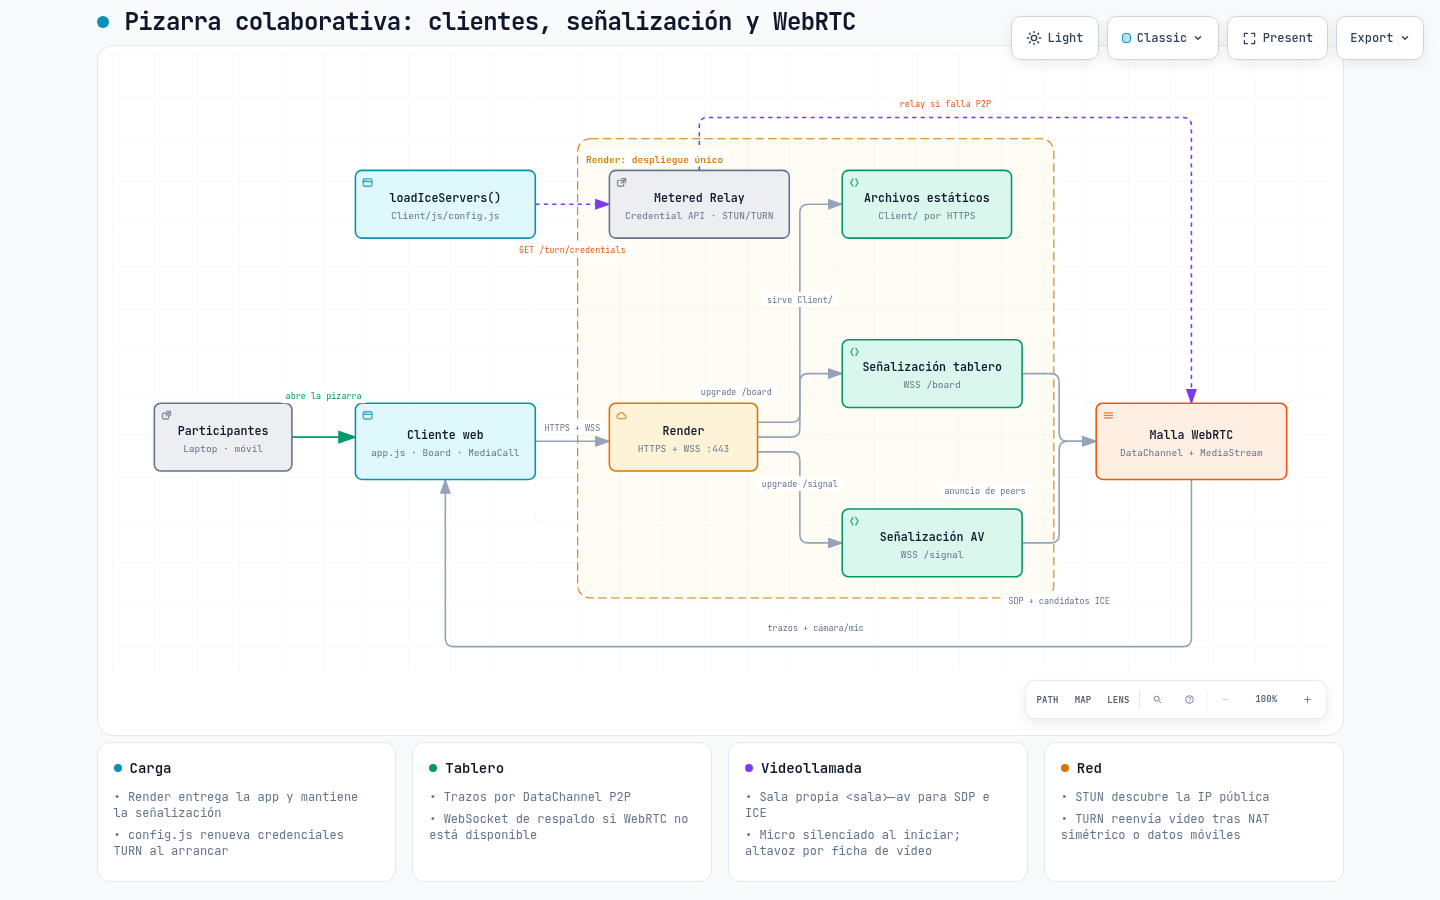 Pizarra colaborativa: clientes, señalización y WebRTC
Light
Classic
Present
Export
relay si falla P2P
Render: despliegue único
loadIceServers()
Client/js/config.js
Metered Relay
Credential API · STUN/TURN
Archivos estáticos
Client/ por HTTPS
GET /turn/credentials
sirve Client/
Señalización tablero
WSS /board
abre la pizarra
upgrade /board
Participantes
Laptop · móvil
Cliente web
app.js · Board · MediaCall
HTTPS + WSS
Render
HTTPS + WSS :443
Malla WebRTC
DataChannel + MediaStream
upgrade /signal
anuncio de peers
Señalización AV
WSS /signal
SDP + candidatos ICE
trazos + cámara/mic
PATH
MAP
LENS
100%
Carga
• Render entrega la app y mantiene
la señalización
• config.js renueva credenciales
TURN al arrancar
Tablero
• Trazos por DataChannel P2P
• WebSocket de respaldo si WebRTC no
está disponible
Videollamada
• Sala propia <sala>—av para SDP e
ICE
• Micro silenciado al iniciar;
altavoz por ficha de vídeo
Red
• STUN descubre la IP pública
• TURN reenvía vídeo tras NAT
simétrico o datos móviles